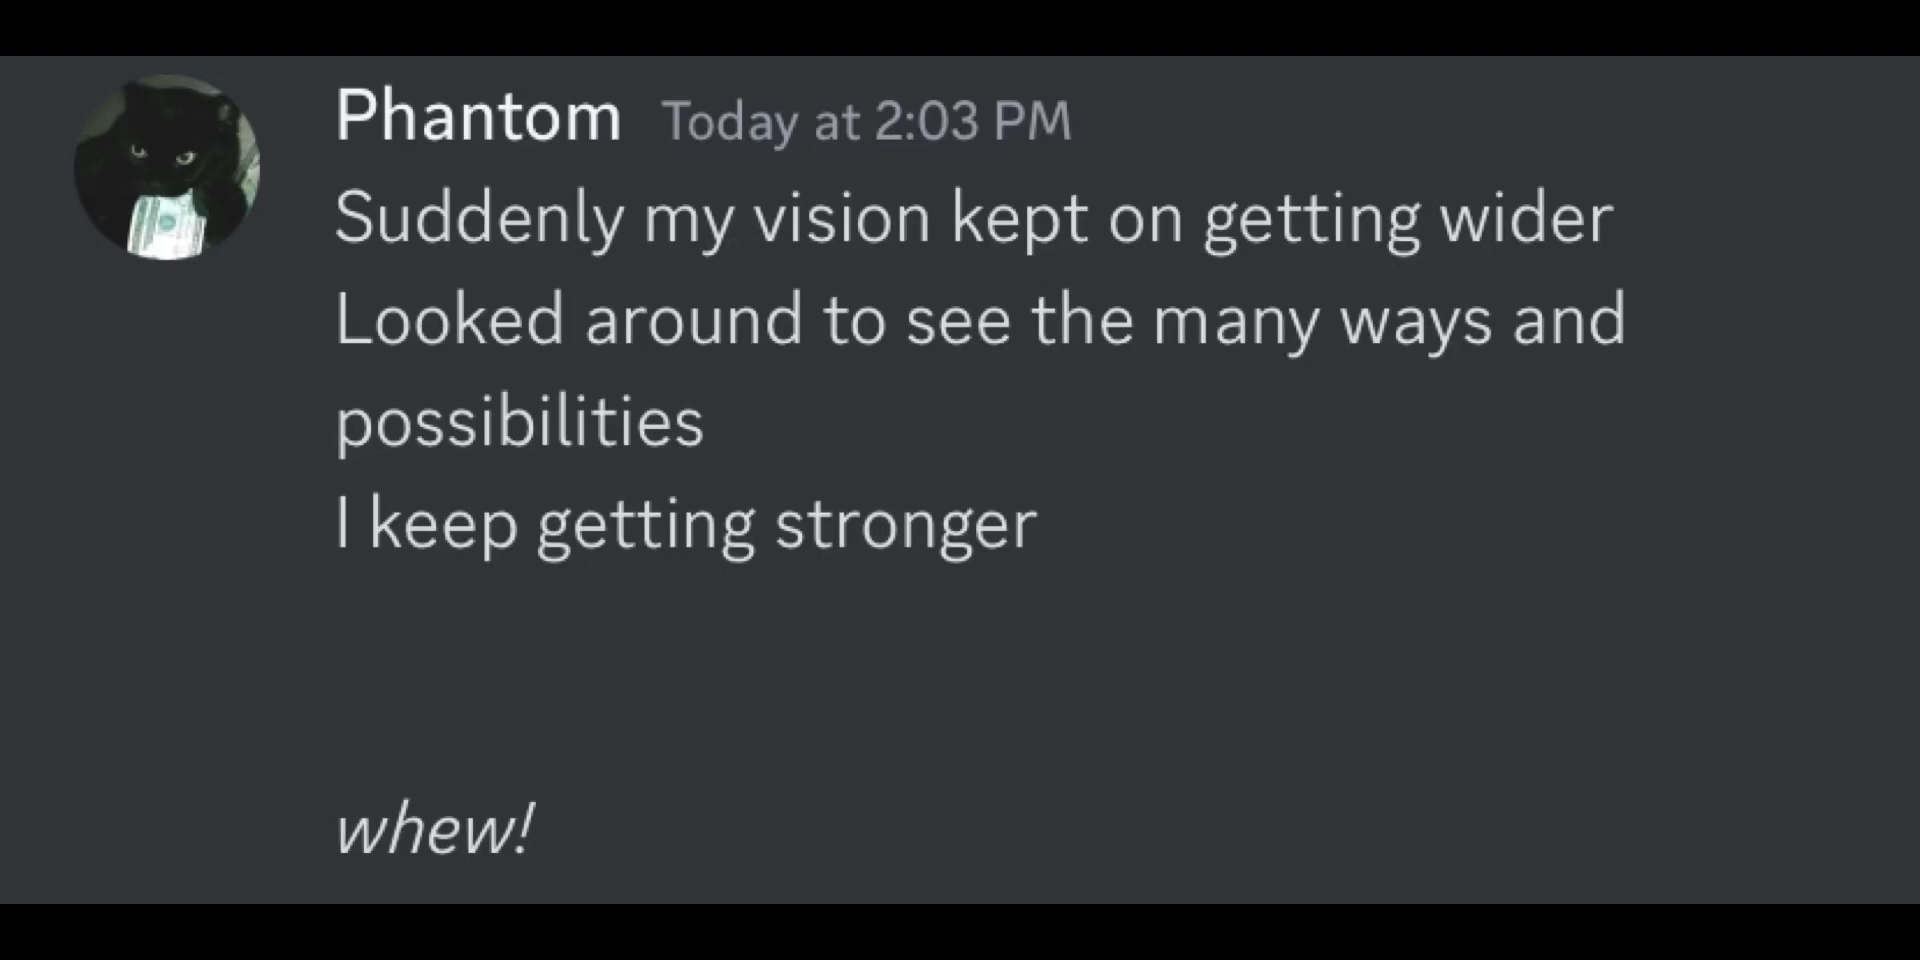 Phantom Today at 2:03 PM
Suddenly my vision kept on getting wider
Looked around to see the many ways and
possibilities
I keep getting stronger
whew!